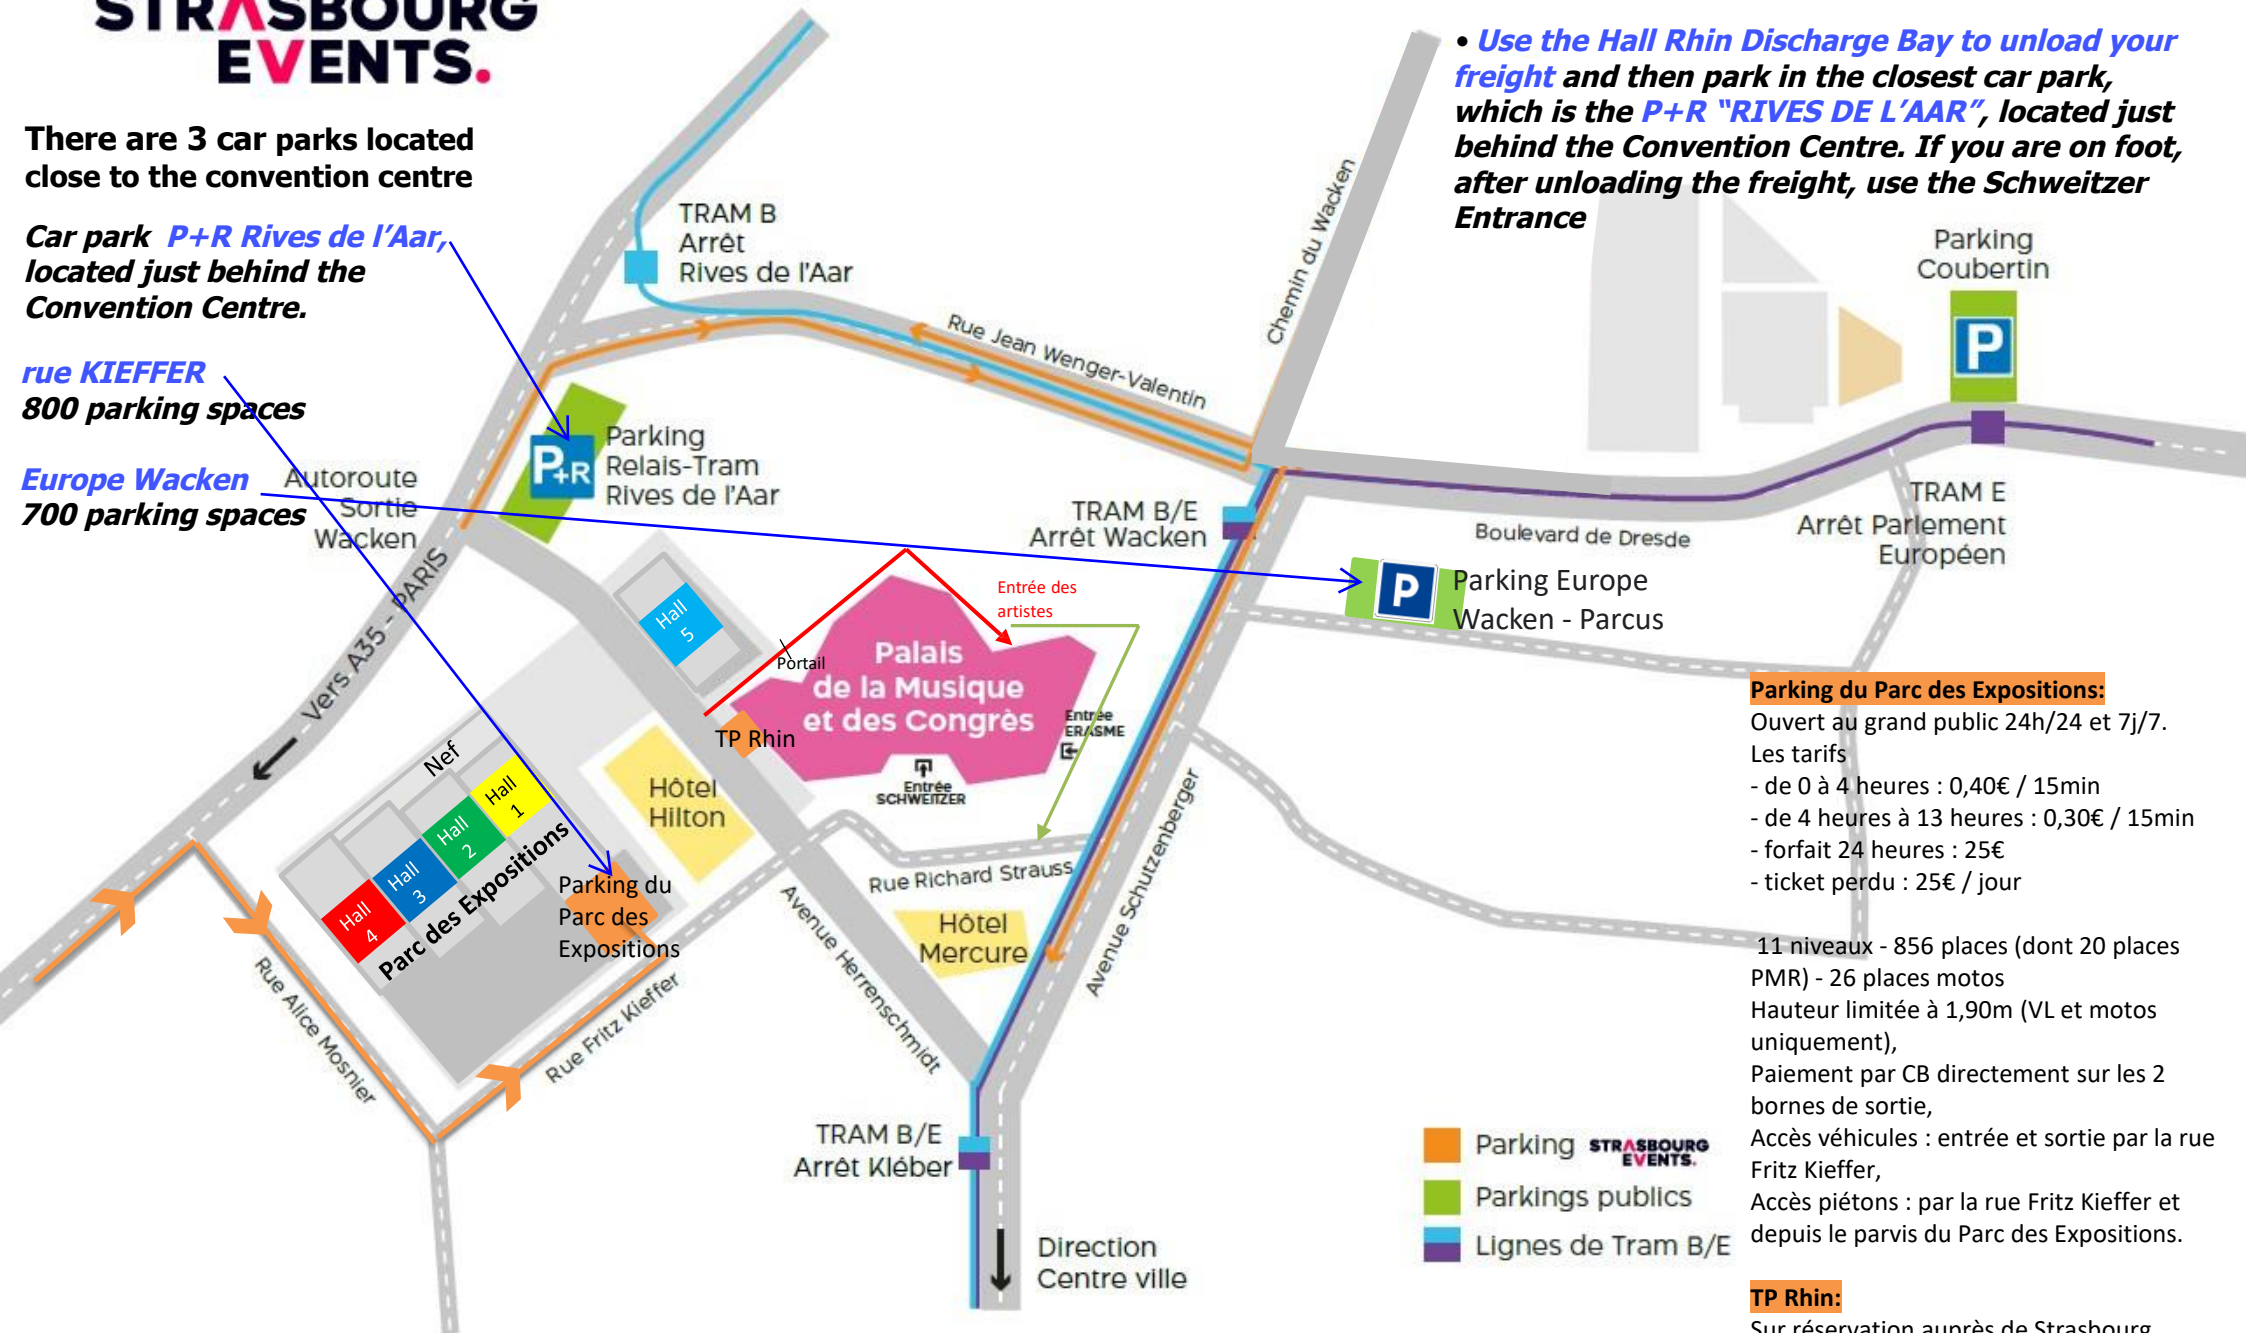 STRASBOURG
EVENTS.
There are 3 car parks located
close to the convention centre
Car park P+R Rives de l'Aar,
located just behind the
Convention Centre.
rue KIEFFER
800 parking spaces
Europe Wacken
700 parking spaces
• Use the Hall Rhin Discharge Bay to unload your
freight and then park in the closest car park,
which is the P+R “RIVES DE L'AAR”, located just
behind the Convention Centre. If you are on foot,
after unloading the freight, use the Schweitzer
Entrance
TRAM B
Arrêt
Rives de l'Aar
Rue Jean Wenger-Valentin
Chemin du Wacken
Parking
Coubertin
P
P+R
Parking
Relais-Tram
Rives de l'Aar
Autoroute
Sortie
Wacken
Vers A35 - PARIS
TRAM B/E
Arrêt Wacken
Boulevard de Dresde
TRAM E
Arrêt Parlement
Européen
P
Parking Europe
Wacken - Parcus
Hall
5
Portail
Entrée des
artistes
Palais
de la Musique
et des Congrès
TP Rhin
Entrée
ERASME
Entrée
SCHWEITZER
Hôtel
Hilton
Nef
Hall
1
Hall
2
Hall
3
Hall
4
Parc des Expositions
Parking du
Parc des
Expositions
Rue Alice Mosnier
Rue Fritz Kieffer
Avenue Herrenschmidt
Rue Richard Strauss
Hôtel
Mercure
Avenue Schutzenberger
TRAM B/E
Arrêt Kléber
Direction
Centre ville
Parking STRASBOURG
EVENTS.
Parkings publics
Lignes de Tram B/E
Parking du Parc des Expositions:
Ouvert au grand public 24h/24 et 7j/7.
Les tarifs
- de 0 à 4 heures : 0,40€ / 15min
- de 4 heures à 13 heures : 0,30€ / 15min
- forfait 24 heures : 25€
- ticket perdu : 25€ / jour
11 niveaux - 856 places (dont 20 places
PMR) - 26 places motos
Hauteur limitée à 1,90m (VL et motos
uniquement),
Paiement par CB directement sur les 2
bornes de sortie,
Accès véhicules : entrée et sortie par la rue
Fritz Kieffer,
Accès piétons : par la rue Fritz Kieffer et
depuis le parvis du Parc des Expositions.
TP Rhin:
Sur réservation auprès de Strasbourg